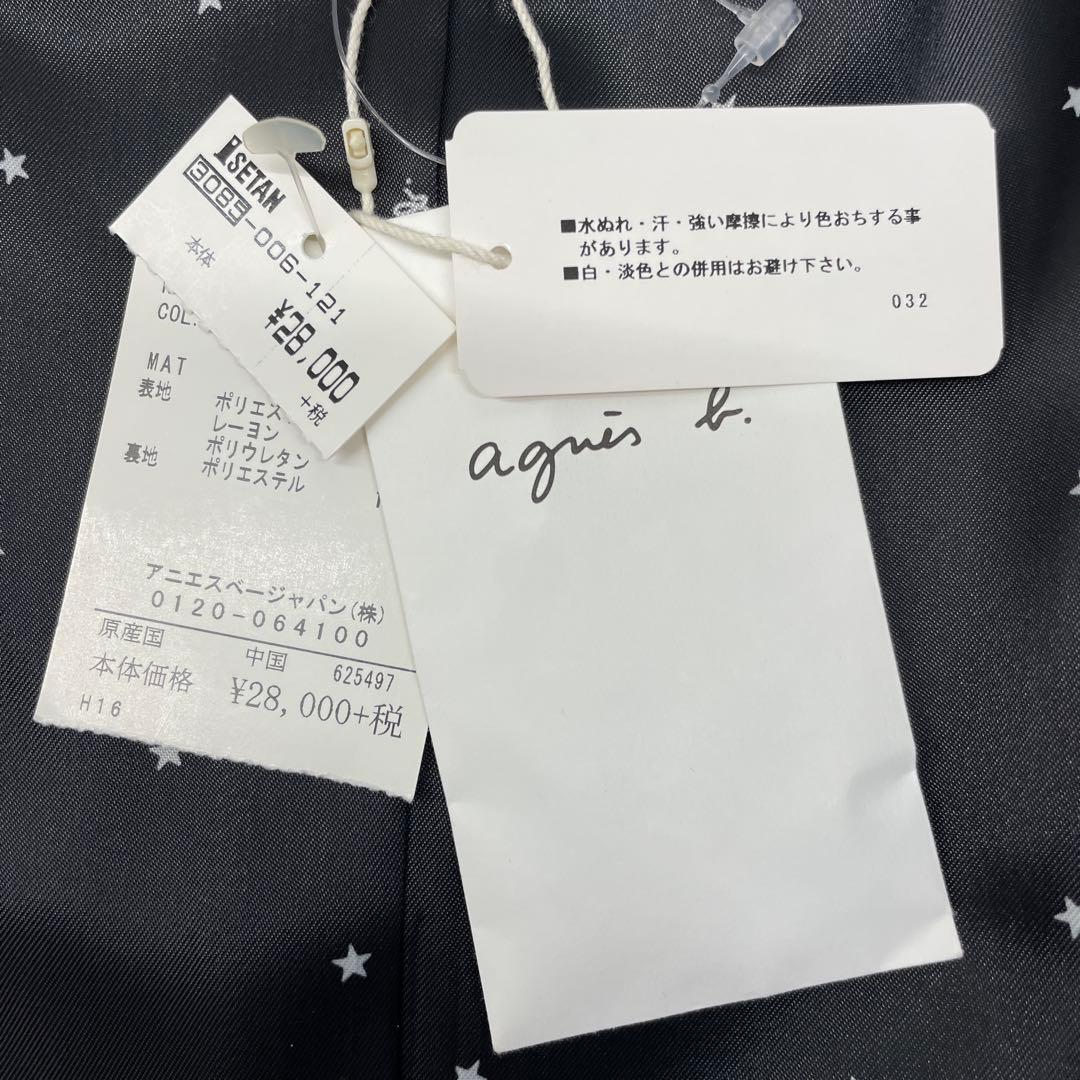 ISETAN
3083-006-121
本体
¥28,000
+税
COL.
MAT
表地
ポリエス
レーヨン
ポリウレタン
裏地
ポリエステル
アニエスベージャパン(株)
0120-064100
原産国 中国 625497
本体価格 ¥28,000+税
H16
■水ぬれ・汗・強い摩擦により色おちする事
があります。
■白・淡色との併用はお避け下さい。
032
agnès b.